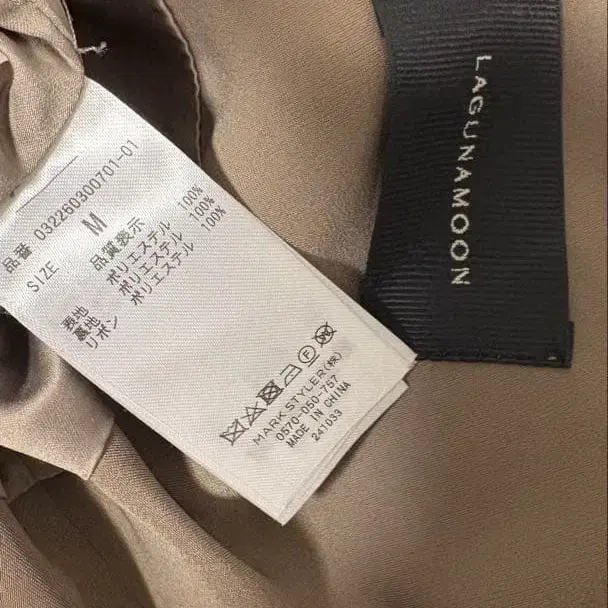 LAGUNAMOON
品番 032260300701-01
SIZE M
品質表示
表地 ポリエステル 100%
裏地 ポリエステル 100%
リボン ポリエステル 100%
MARK STYLER(株)
0570-050-757
MADE IN CHINA
241033